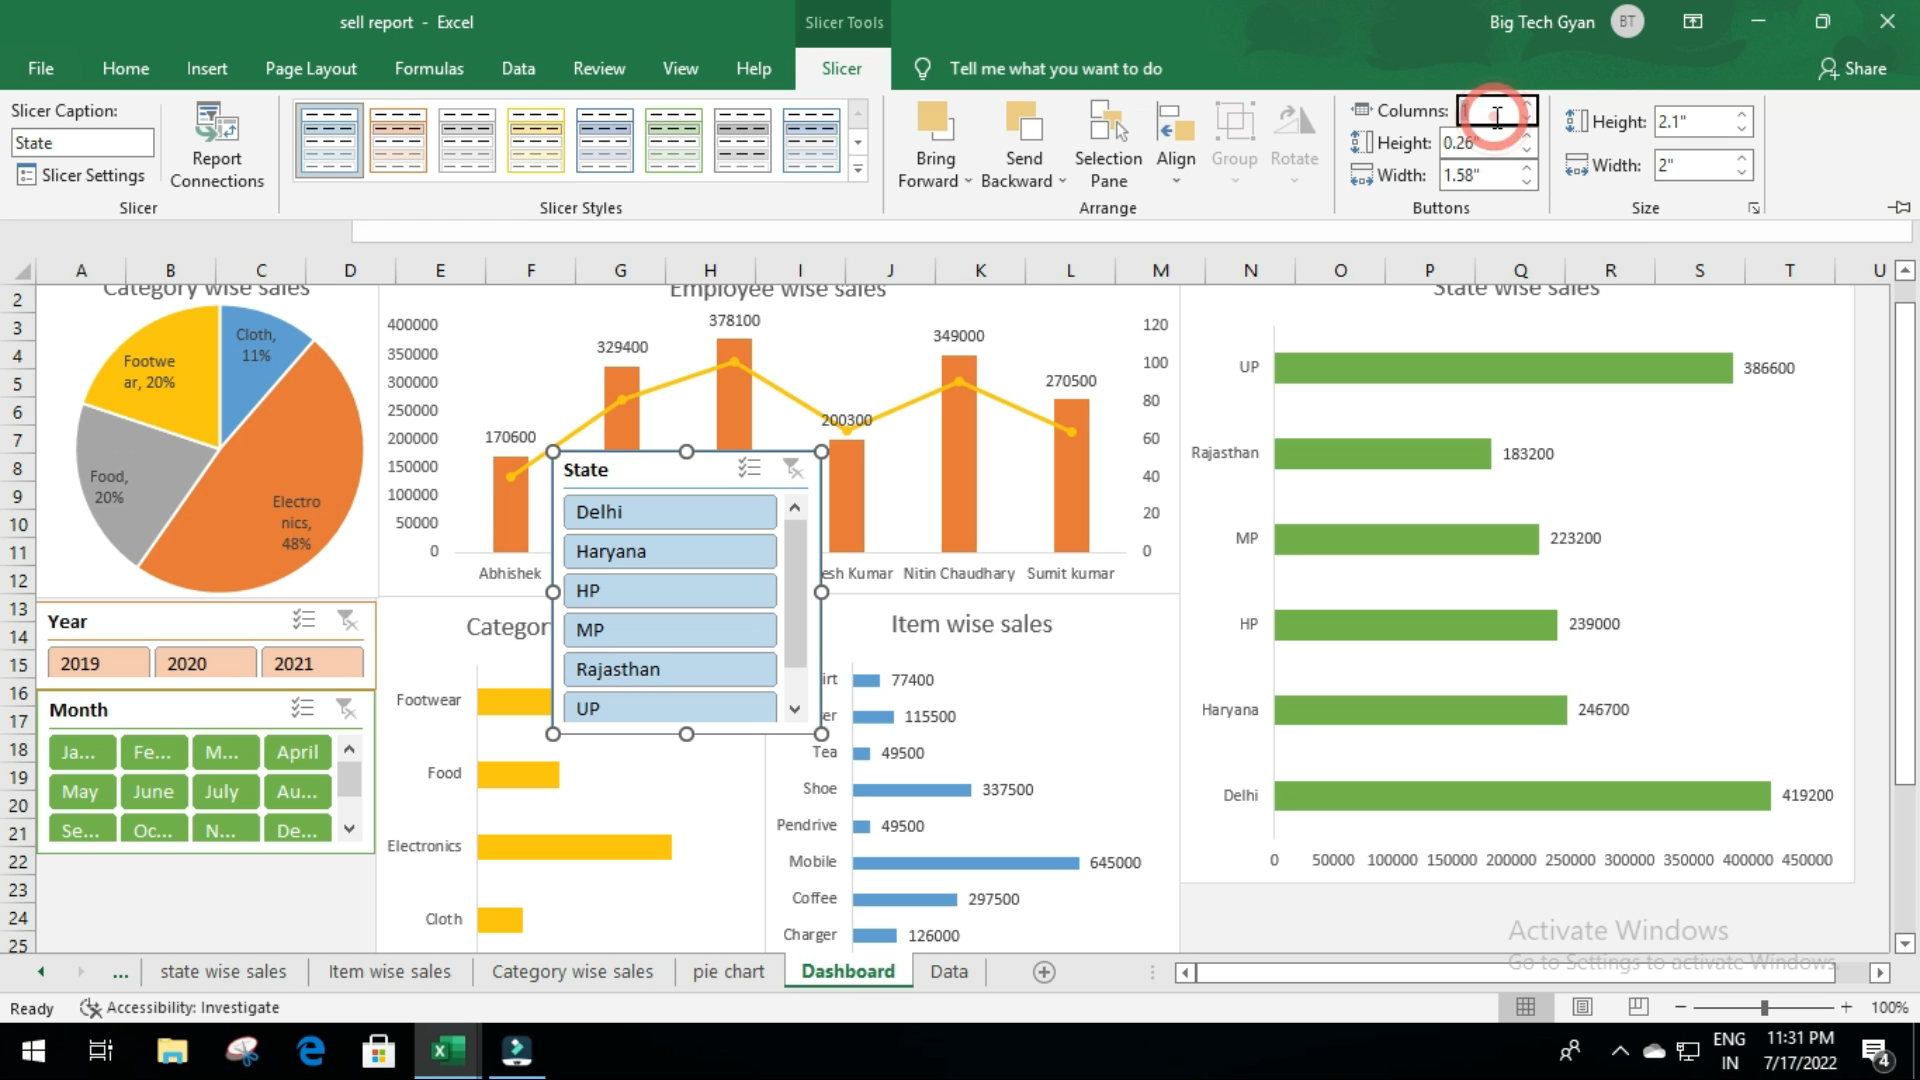 sell report - Excel
Slicer Tools
Big Tech Gyan
BT
File
Home
Insert
Page Layout
Formulas
Data
Review
View
Help
Slicer
Tell me what you want to do
Share
Slicer Caption:
State
Slicer Settings
Report
Connections
Slicer
Slicer Styles
Bring
Forward
Send
Backward
Selection
Pane
Align
Group
Rotate
Arrange
Columns: 1
Height: 0.26"
Width: 1.58"
Buttons
Height: 2.1"
Width: 2"
Size
A B C D E F G H I J K L M N O P Q R S T U
2
3
4
5
6
7
8
9
10
11
12
13
14
15
16
17
18
19
20
21
22
23
24
25
Category wise sales
Cloth,
11%
Footwe
ar, 20%
Food,
20%
Electro
nics,
48%
Employee wise sales
400000
350000
300000
250000
200000
150000
100000
50000
0
170600
329400
378100
200300
349000
270500
120
100
80
60
40
20
0
Abhishek
esh Kumar
Nitin Chaudhary
Sumit kumar
State
Delhi
Haryana
HP
MP
Rajasthan
UP
State wise sales
UP 386600
Rajasthan 183200
MP 223200
HP 239000
Haryana 246700
Delhi 419200
0 50000 100000 150000 200000 250000 300000 350000 400000 450000
Year
2019 2020 2021
Month
Ja... Fe... M... April
May June July Au...
Se... Oc... N... De...
Categor
Footwear
Food
Electronics
Cloth
Item wise sales
irt 77400
er 115500
Tea 49500
Shoe 337500
Pendrive 49500
Mobile 645000
Coffee 297500
Charger 126000
Activate Windows
Go to Settings to activate Windows.
...
state wise sales
Item wise sales
Category wise sales
pie chart
Dashboard
Data
Ready
Accessibility: Investigate
100%
ENG
IN
11:31 PM
7/17/2022
4